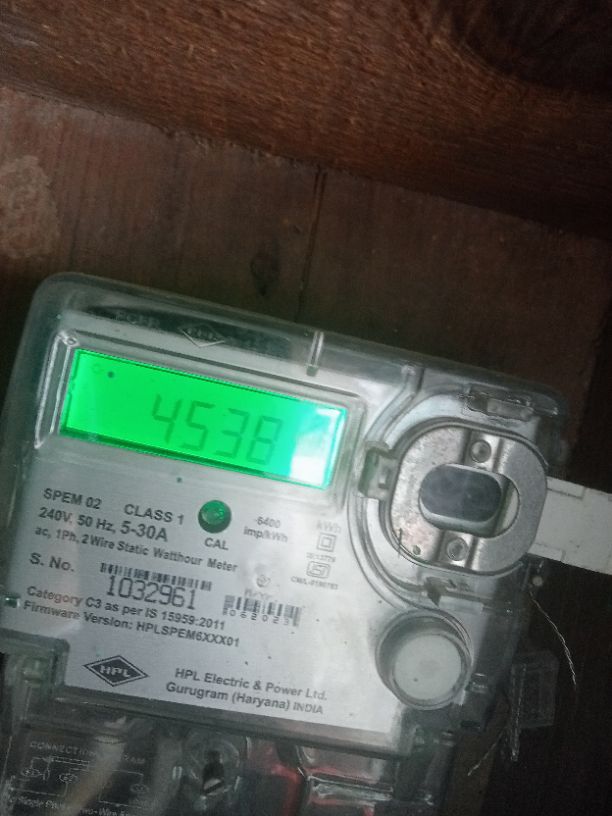 4538
SPEM 02 CLASS 1
240V, 50 Hz, 5-30A
ac, 1Ph, 2 Wire Static Watthour Meter
CAL
-6400
imp/kWh
kWh
S. No.
1032961
Category C3 as per IS 15959:2011
Firmware Version: HPLSPEM6XXX01
HPL
HPL Electric & Power Ltd.
Gurugram (Haryana) INDIA